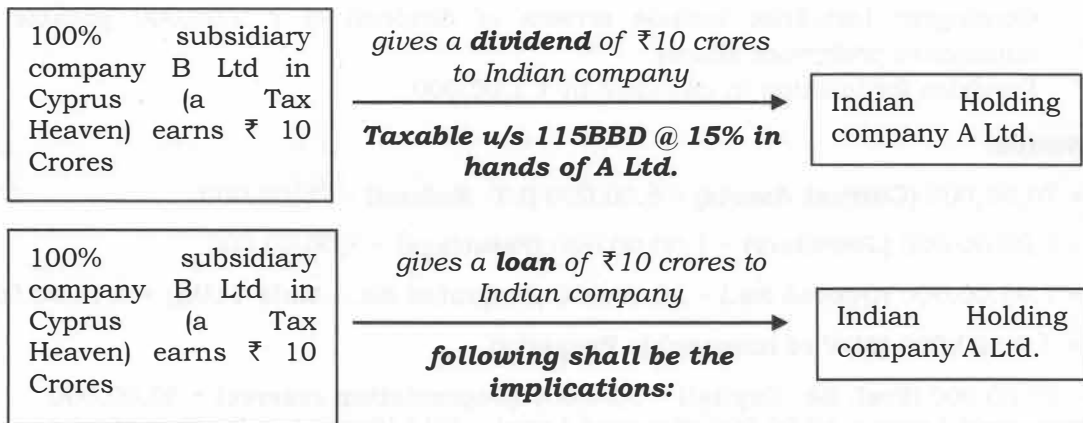 100% subsidiary
company B Ltd in
Cyprus (a Tax
Heaven) earns ₹ 10
Crores
gives a dividend of ₹10 crores
to Indian company
Taxable u/s 115BBD @ 15% in
hands of A Ltd.
Indian Holding
company A Ltd.
100% subsidiary
company B Ltd in
Cyprus (a Tax
Heaven) earns ₹ 10
Crores
gives a loan of ₹10 crores to
Indian company
following shall be the
implications:
Indian Holding
company A Ltd.